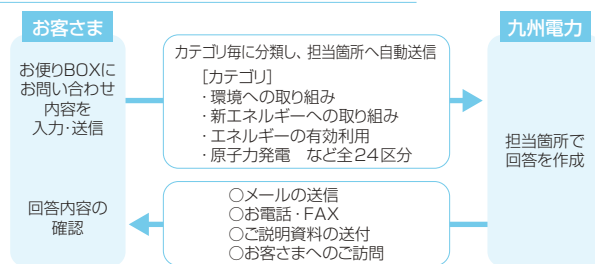 お客さま
お便りBOXに
お問い合わせ
内容を
入力・送信
カテゴリ毎に分類し、担当箇所へ自動送信
［カテゴリ］
・環境への取り組み
・新エネルギーへの取り組み
・エネルギーの有効利用
・原子力発電　など全24区分
九州電力
担当箇所で
回答を作成
○メールの送信
○お電話・FAX
○ご説明資料の送付
○お客さまへのご訪問
回答内容の
確認